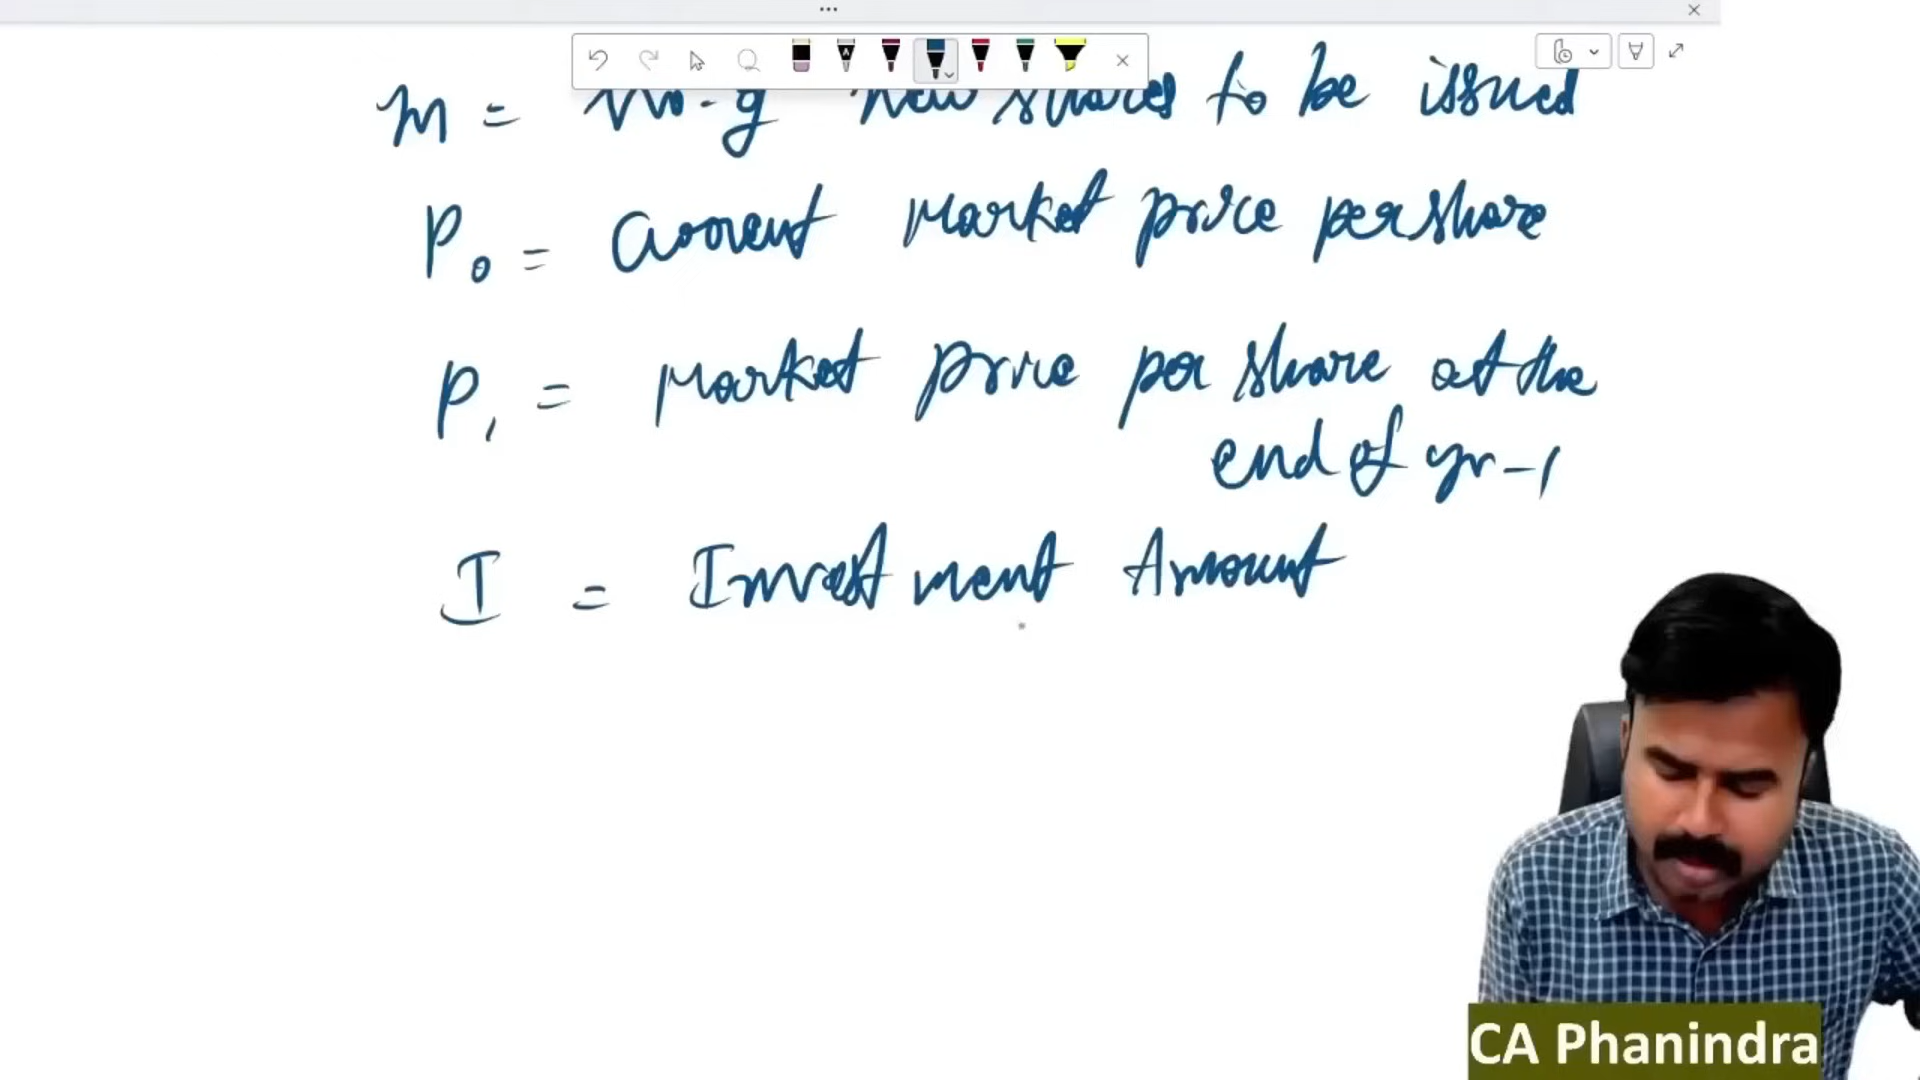 m = No. of New shares to be issued
P₀ = Current Market price per share
P₁ = Market price per share at the
end of yr-1
I = Investment Amount
CA Phanindra